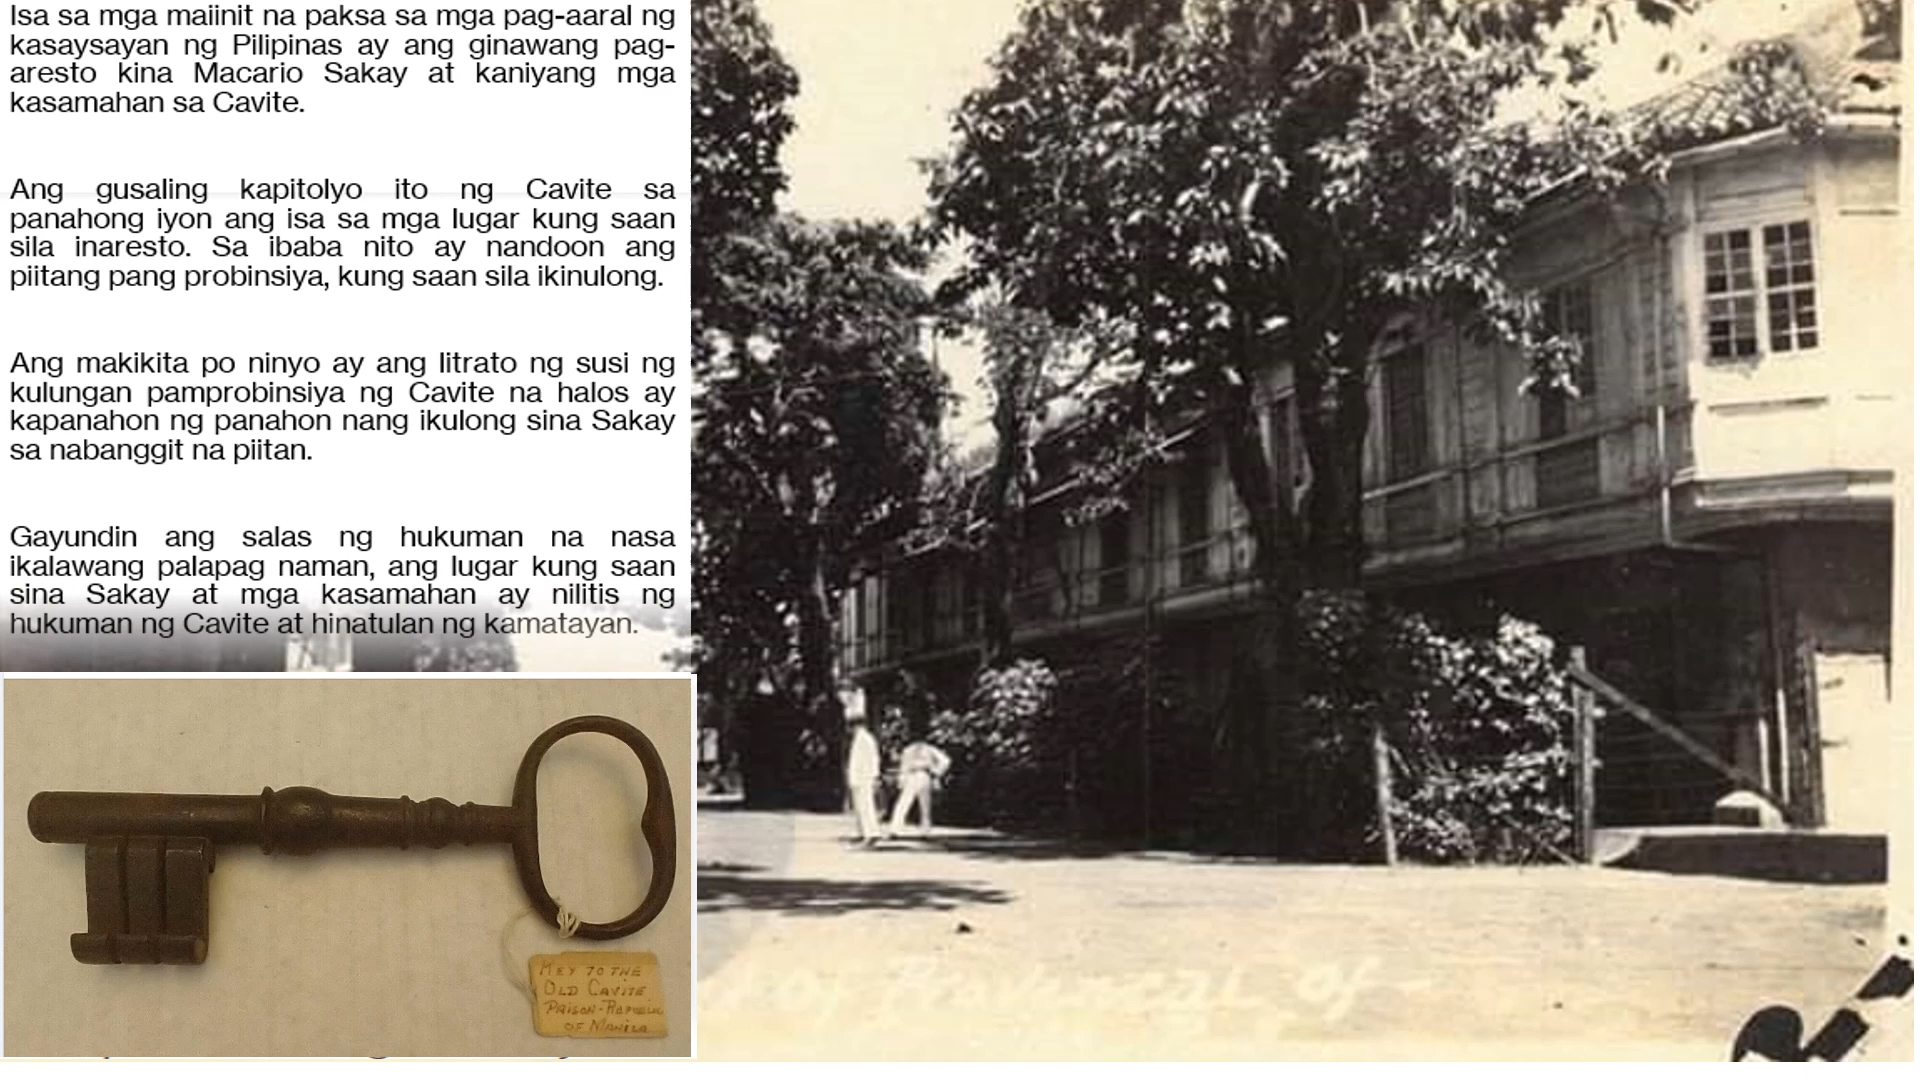 Isa sa mga maiinit na paksa sa mga pag-aaral ng
kasaysayan ng Pilipinas ay ang ginawang pag-
aresto kina Macario Sakay at kaniyang mga
kasamahan sa Cavite.
Ang gusaling kapitolyo ito ng Cavite sa
panahong iyon ang isa sa mga lugar kung saan
sila inaresto. Sa ibaba nito ay nandoon ang
piitang pang probinsiya, kung saan sila ikinulong.
Ang makikita po ninyo ay ang litrato ng susi ng
kulungan pamprobinsiya ng Cavite na halos ay
kapanahon ng panahon nang ikulong sina Sakay
sa nabanggit na piitan.
Gayundin ang salas ng hukuman na nasa
ikalawang palapag naman, ang lugar kung saan
sina Sakay at mga kasamahan ay nilitis ng
hukuman ng Cavite at hinatulan ng kamatayan.
KEY TO THE
OLD CAVITE
PRISON-REPUBLIC
OF MANILA